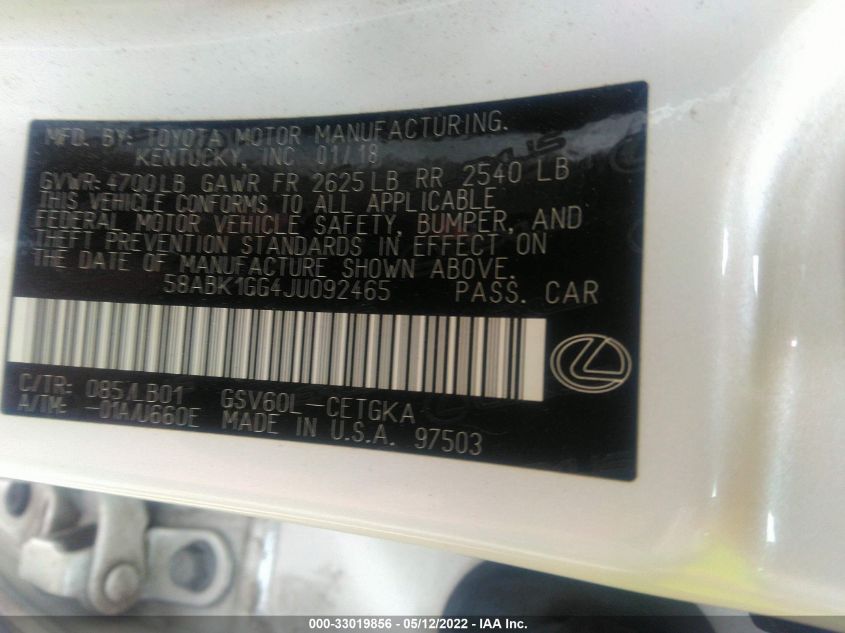 MFD. BY: TOYOTA MOTOR MANUFACTURING.
KENTUCKY, INC 01/18
GVWR: 4700 LB GAWR FR 2625 LB RR 2540 LB
THIS VEHICLE CONFORMS TO ALL APPLICABLE
FEDERAL MOTOR VEHICLE SAFETY, BUMPER, AND
THEFT PREVENTION STANDARDS IN EFFECT ON
THE DATE OF MANUFACTURE SHOWN ABOVE.
58ABK1GG4JU092465 PASS. CAR
C/TR: 085/LB01 GSV60L-CETGKA
A/TM: -01A/U660E MADE IN U.S.A. 97503
000-33019856 - 05/12/2022 - IAA Inc.